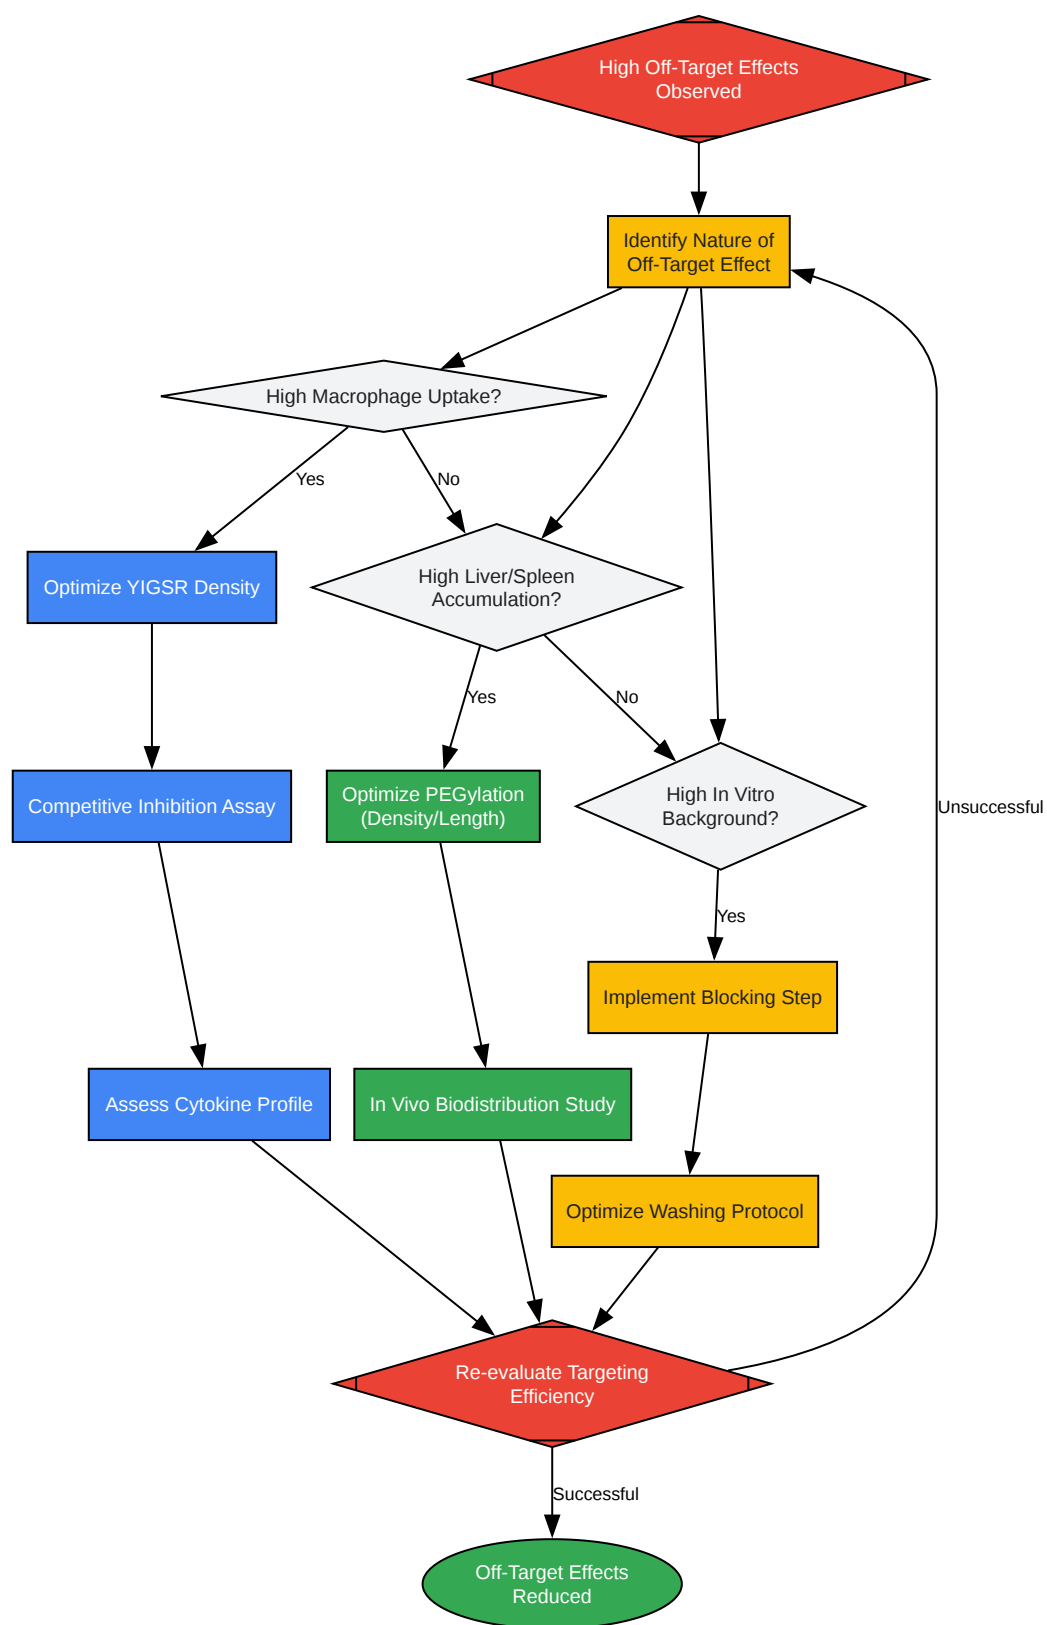 High Off-Target Effects
Observed
Identify Nature of
Off-Target Effect
High Macrophage Uptake?
Yes
No
Optimize YIGSR Density
High Liver/Spleen
Accumulation?
Yes
No
Competitive Inhibition Assay
Optimize PEGylation
(Density/Length)
High In Vitro
Background?
Unsuccessful
Yes
Implement Blocking Step
Assess Cytokine Profile
In Vivo Biodistribution Study
Optimize Washing Protocol
Re-evaluate Targeting
Efficiency
Successful
Off-Target Effects
Reduced